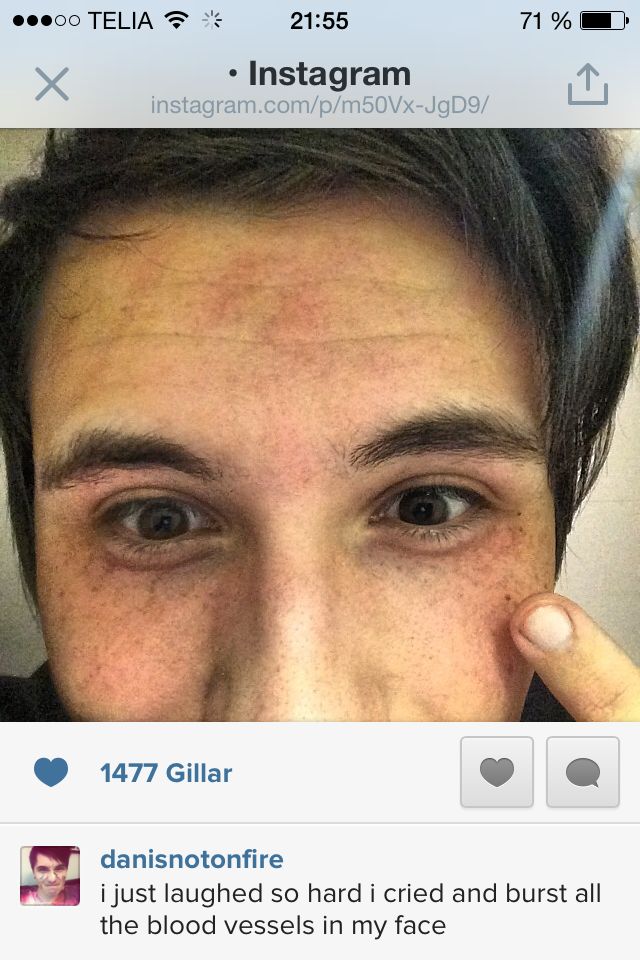 TELIA 21:55 71 %
• Instagram
instagram.com/p/m50Vx-JgD9/
1477 Gillar
danisnotonfire
i just laughed so hard i cried and burst all
the blood vessels in my face